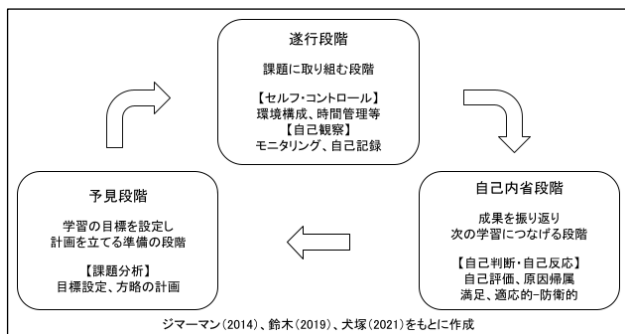 遂行段階
課題に取り組む段階
【セルフ・コントロール】
環境構成、時間管理等
【自己観察】
モニタリング、自己記録
予見段階
学習の目標を設定し
計画を立てる準備の段階
【課題分析】
目標設定、方略の計画
自己内省段階
成果を振り返り
次の学習につなげる段階
【自己判断・自己反応】
自己評価、原因帰属
満足、適応的-防衛的
ジマーマン(2014)、鈴木(2019)、犬塚(2021)をもとに作成